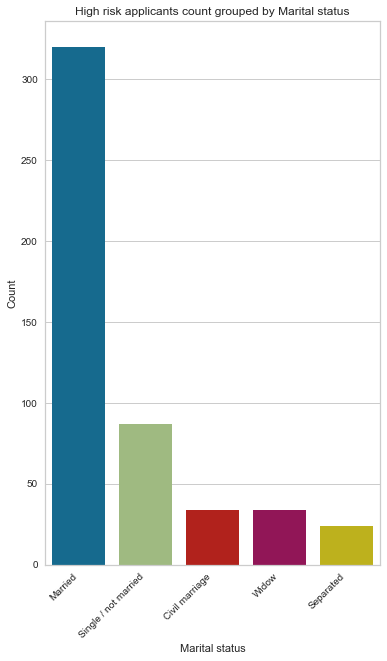 High risk applicants count grouped by Marital status
300
250
200
150
100
50
0
Count
Married
Single / not married
Civil marriage
Widow
Separated
Marital status